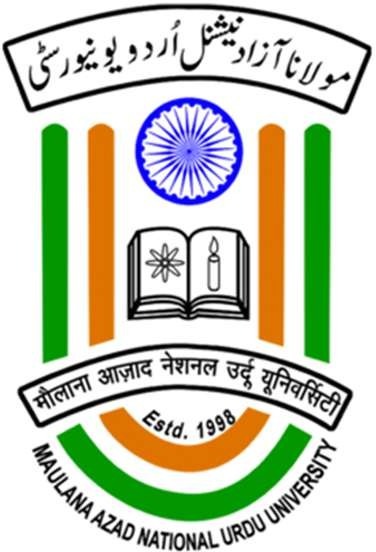 مولانا آزاد نیشنل اُردو یونیورسٹی
मौलाना आज़ाद नेशनल उर्दू यूनिवर्सिटी
Estd. 1998
MAULANA AZAD NATIONAL URDU UNIVERSITY